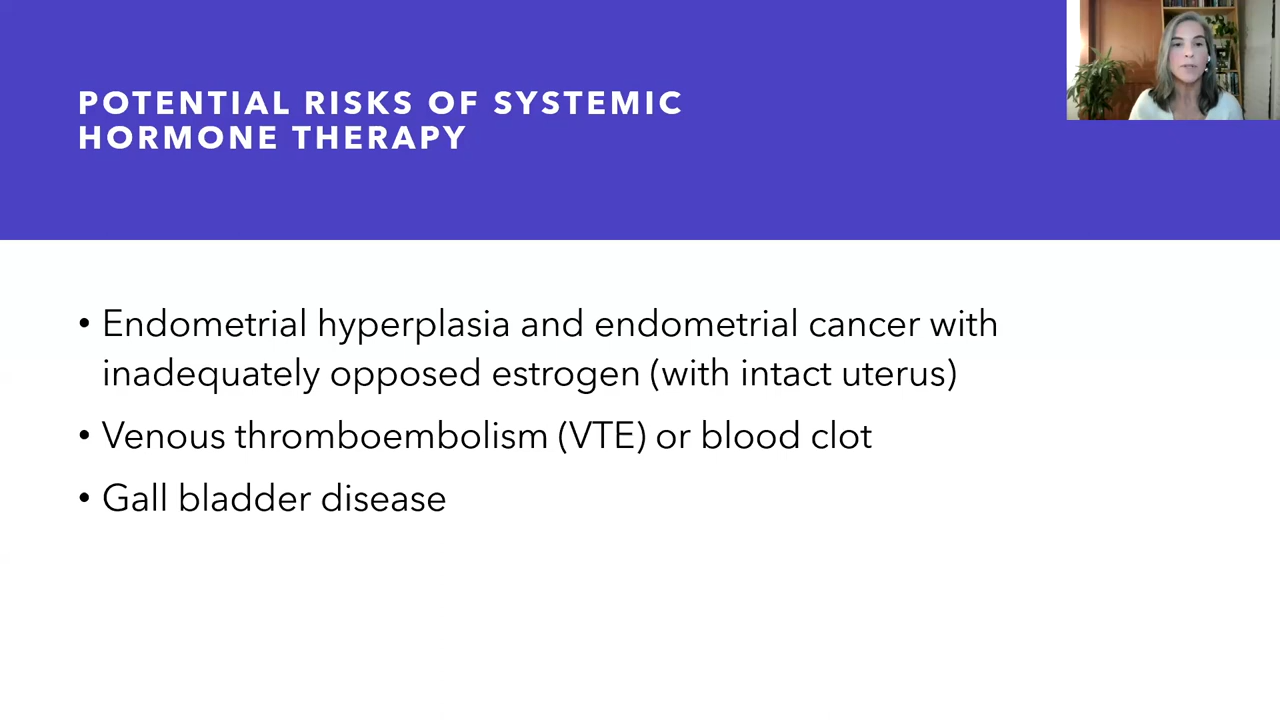 POTENTIAL RISKS OF SYSTEMIC
HORMONE THERAPY
• Endometrial hyperplasia and endometrial cancer with
inadequately opposed estrogen (with intact uterus)
• Venous thromboembolism (VTE) or blood clot
• Gall bladder disease